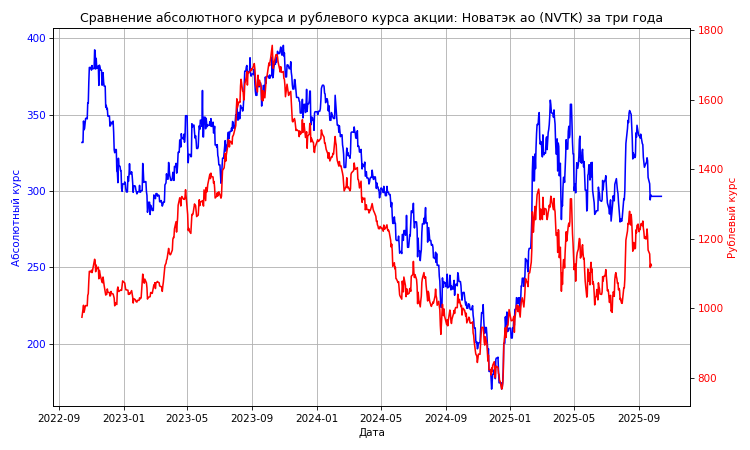 Сравнение абсолютного курса и рублевого курса акции: Новатэк ао (NVTK) за три года
Абсолютный курс
400
350
300
250
200
1800
1600
1400
1200
1000
800
Рублевый курс
2022-09 2023-01 2023-05 2023-09 2024-01 2024-05 2024-09 2025-01 2025-05 2025-09
Дата